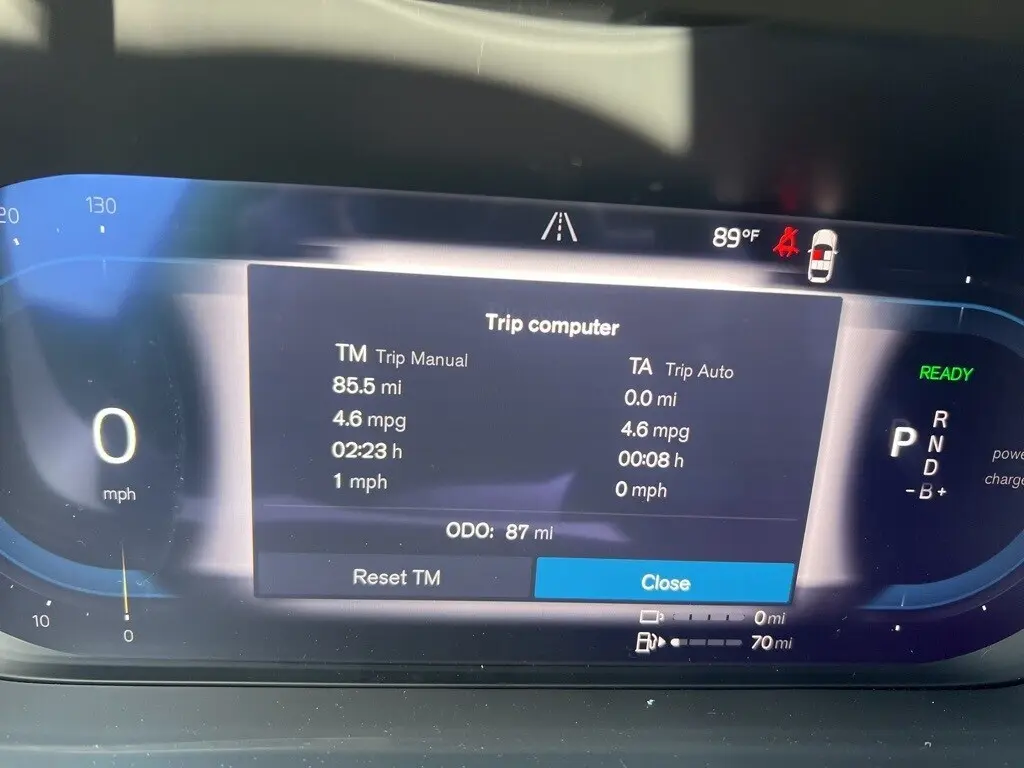 20
130
89°F
Trip computer
TM Trip Manual
85.5 mi
4.6 mpg
02:23 h
1 mph
TA Trip Auto
0.0 mi
4.6 mpg
00:08 h
0 mph
ODO: 87 mi
Reset TM
Close
0
mph
10
0
0 mi
70 mi
READY
P
R
N
D
-B+
powe
charge